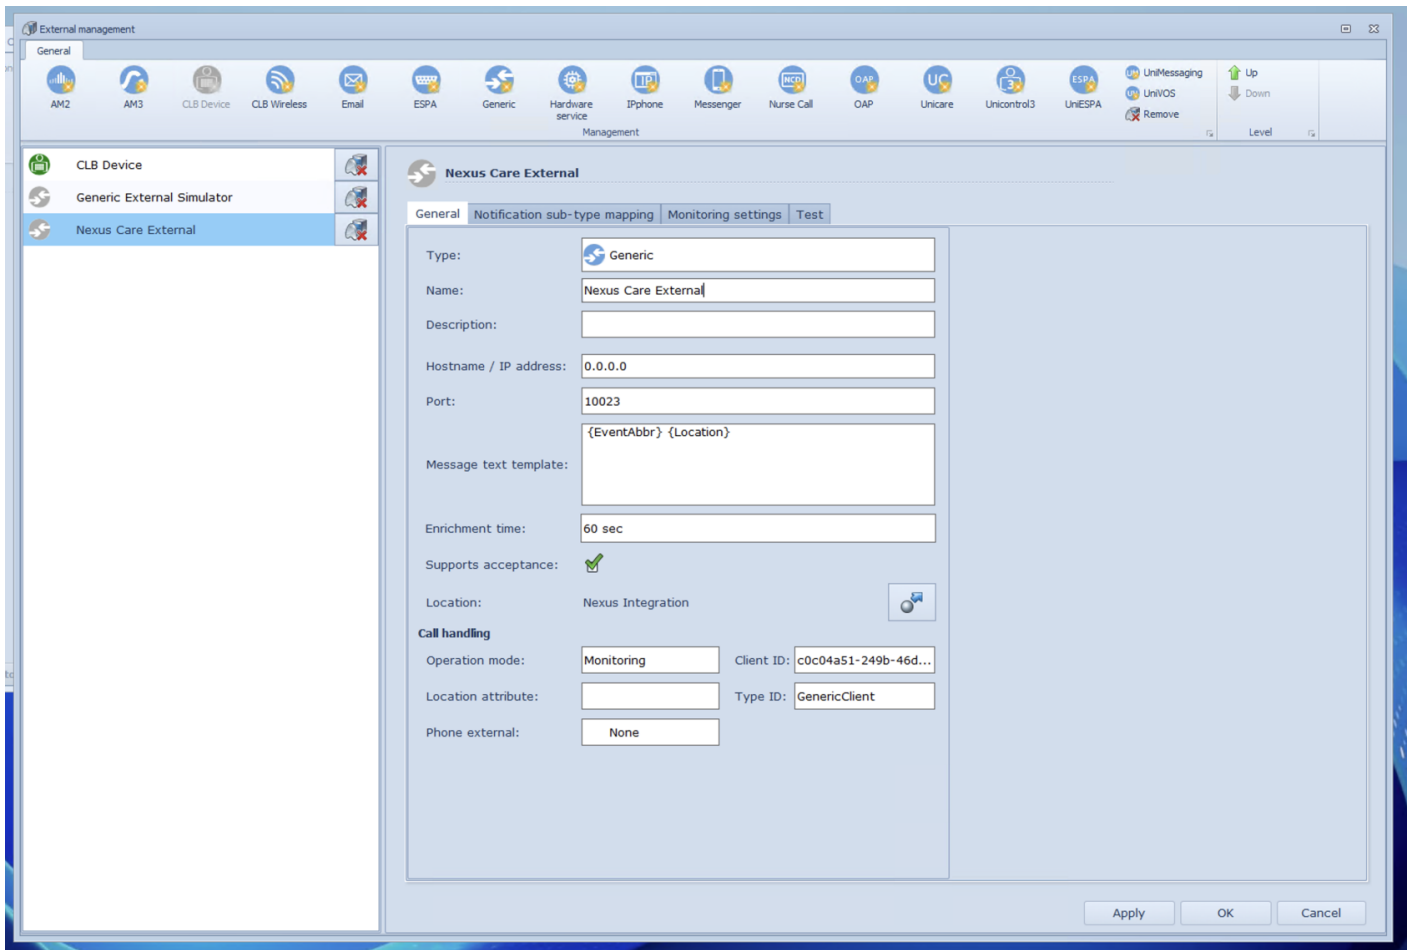 External management
General
AM2
AM3
CLB Device
CLB Wireless
Email
ESPA
Generic
Hardware service
IPphone
Messenger
Nurse Call
OAP
Unicare
Unicontrol3
UniESPA
UniMessaging
UniVOS
Remove
Up
Down
Management
Level
CLB Device
Generic External Simulator
Nexus Care External
Nexus Care External
General Notification sub-type mapping Monitoring settings Test
Type: Generic
Name: Nexus Care External
Description:
Hostname / IP address: 0.0.0.0
Port: 10023
Message text template: {EventAbbr} {Location}
Enrichment time: 60 sec
Supports acceptance:
Location: Nexus Integration
Call handling
Operation mode: Monitoring Client ID: c0c04a51-249b-46d...
Location attribute: Type ID: GenericClient
Phone external: None
Apply OK Cancel